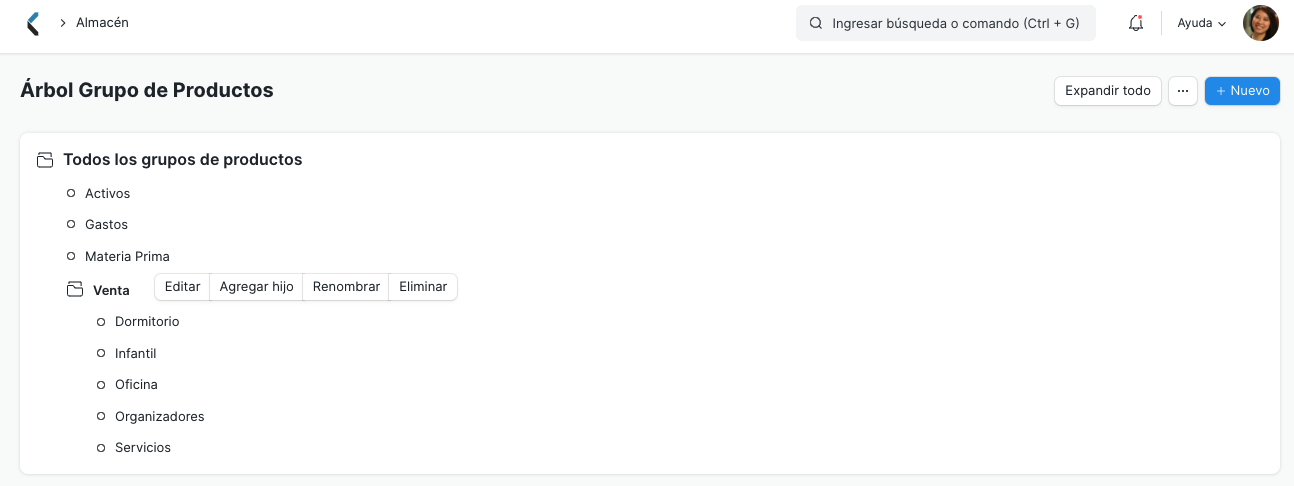 Almacén
Ingresar búsqueda o comando (Ctrl + G)
Ayuda
Árbol Grupo de Productos
Expandir todo
···
+ Nuevo
Todos los grupos de productos
Activos
Gastos
Materia Prima
Venta
Editar
Agregar hijo
Renombrar
Eliminar
Dormitorio
Infantil
Oficina
Organizadores
Servicios